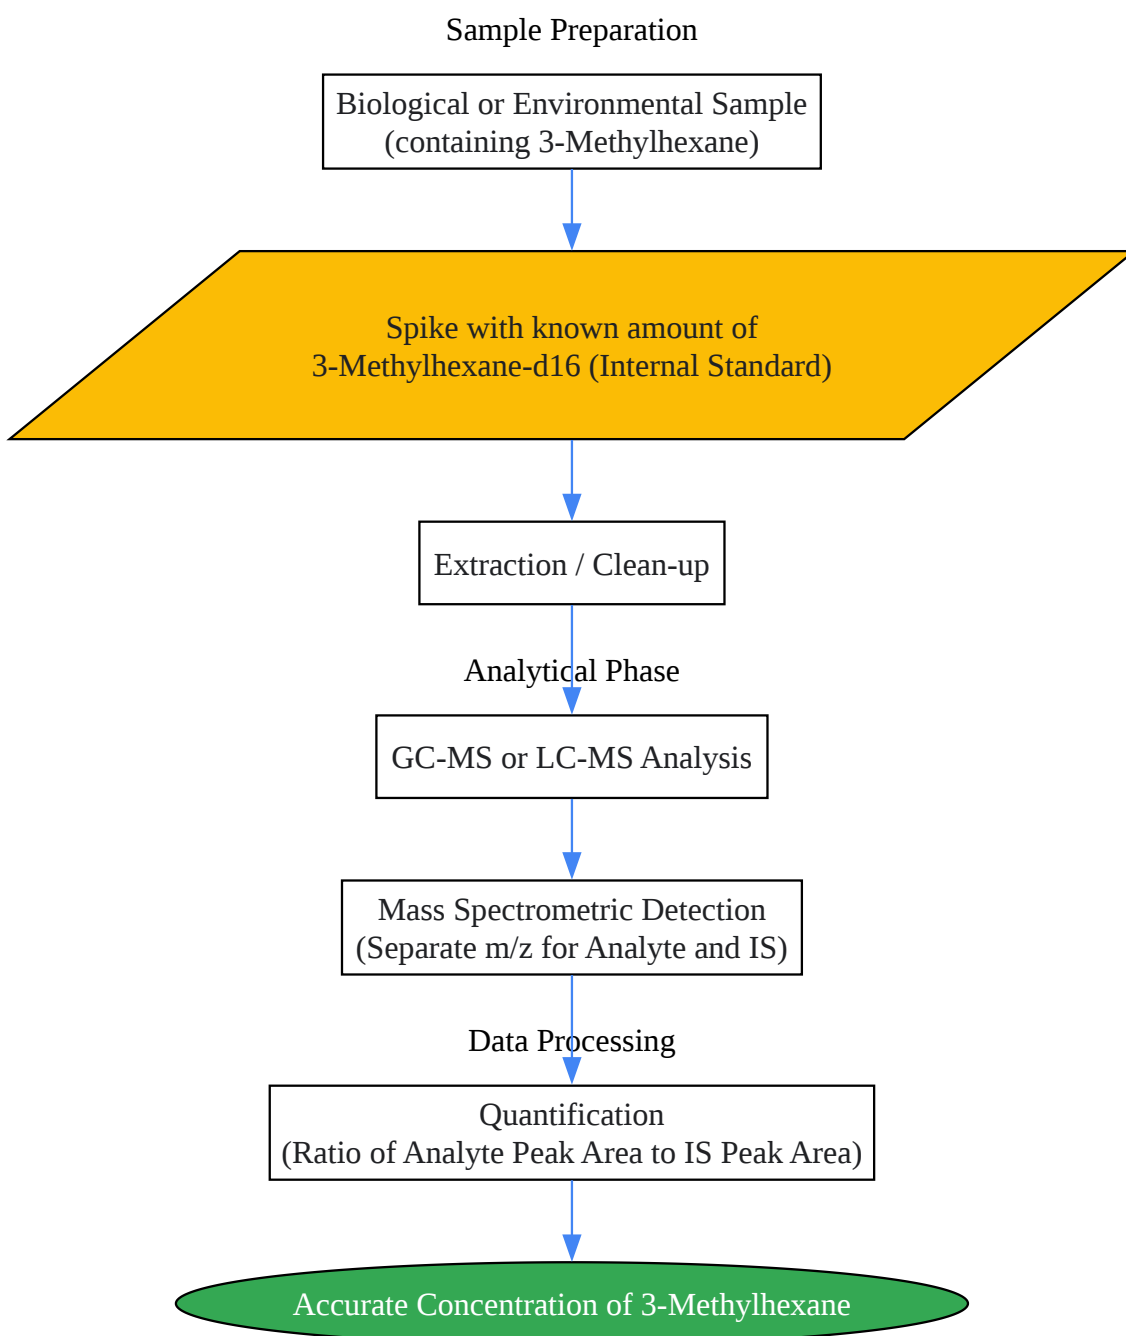 Sample Preparation
Biological or Environmental Sample
(containing 3-Methylhexane)
Spike with known amount of
3-Methylhexane-d16 (Internal Standard)
Extraction / Clean-up
Analytical Phase
GC-MS or LC-MS Analysis
Mass Spectrometric Detection
(Separate m/z for Analyte and IS)
Data Processing
Quantification
(Ratio of Analyte Peak Area to IS Peak Area)
Accurate Concentration of 3-Methylhexane